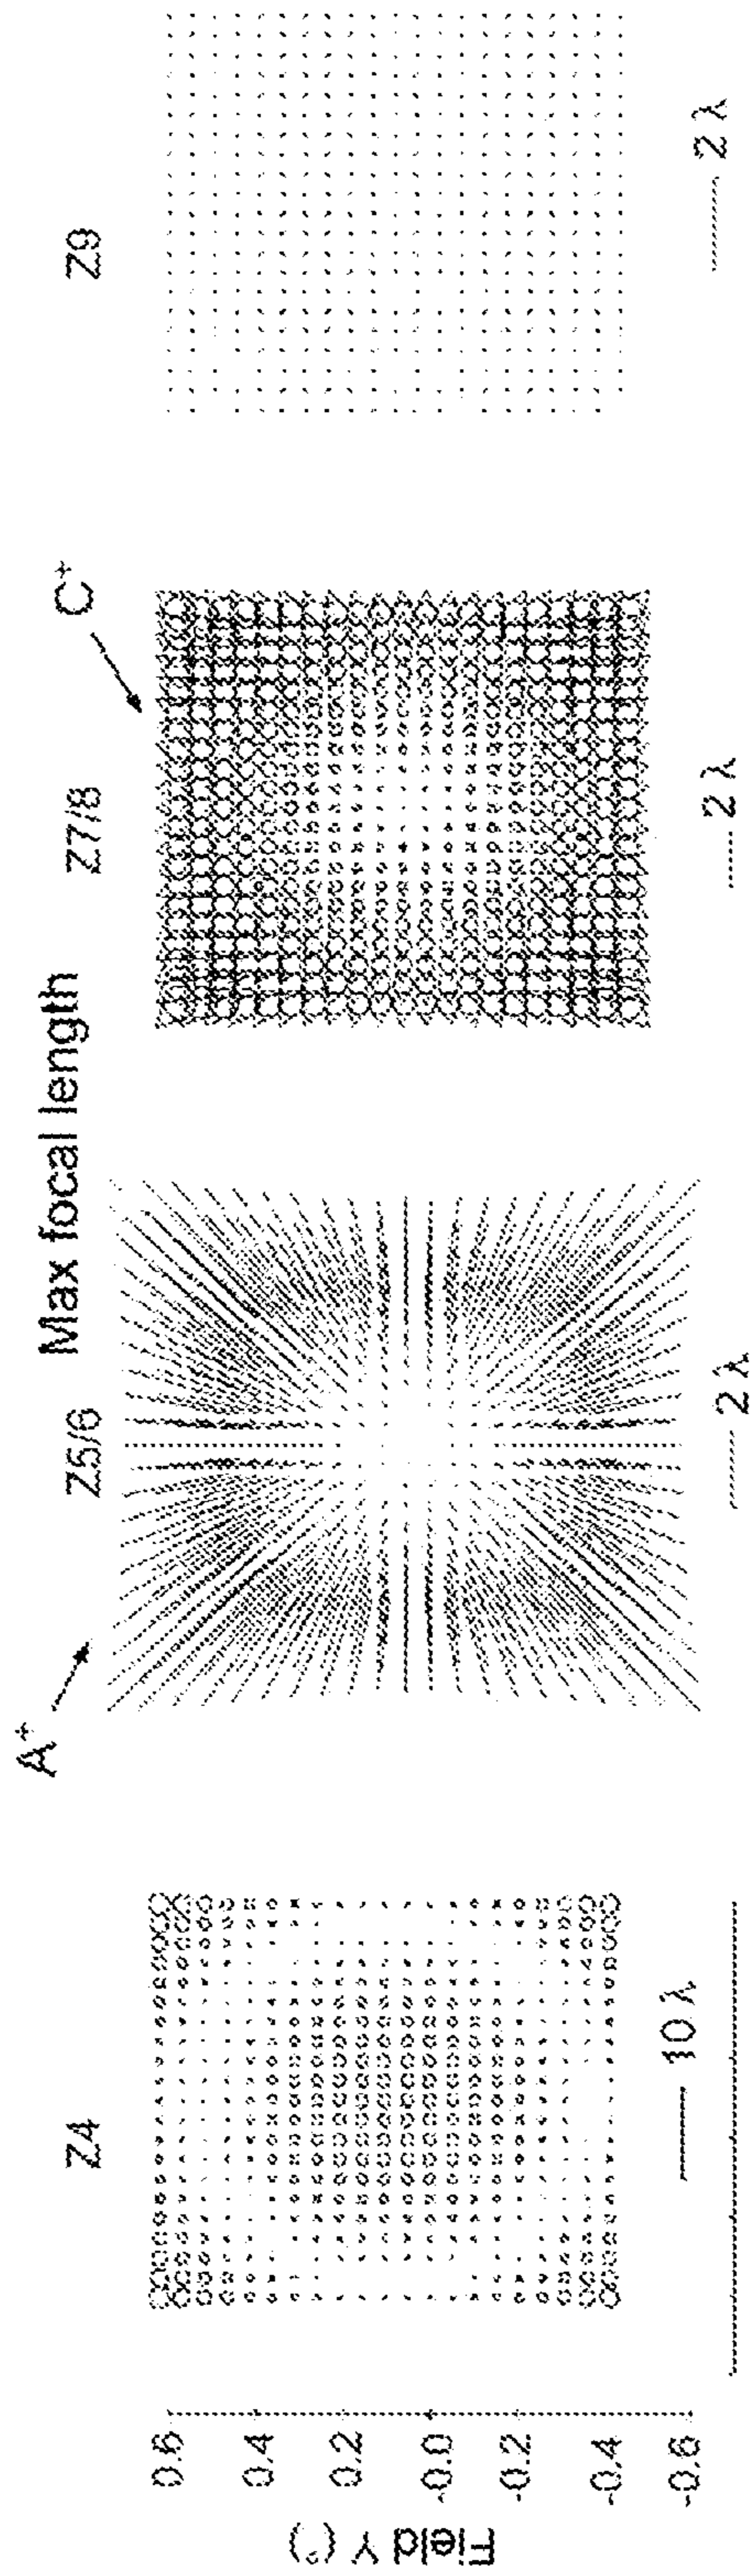 Max focal length
Z4
Z5/6
Z7/8
Z9
A+
C+
Field Y (°)
0.6
0.4
0.2
-0.0
-0.2
-0.4
-0.6
10 λ
2 λ
2 λ
2 λ